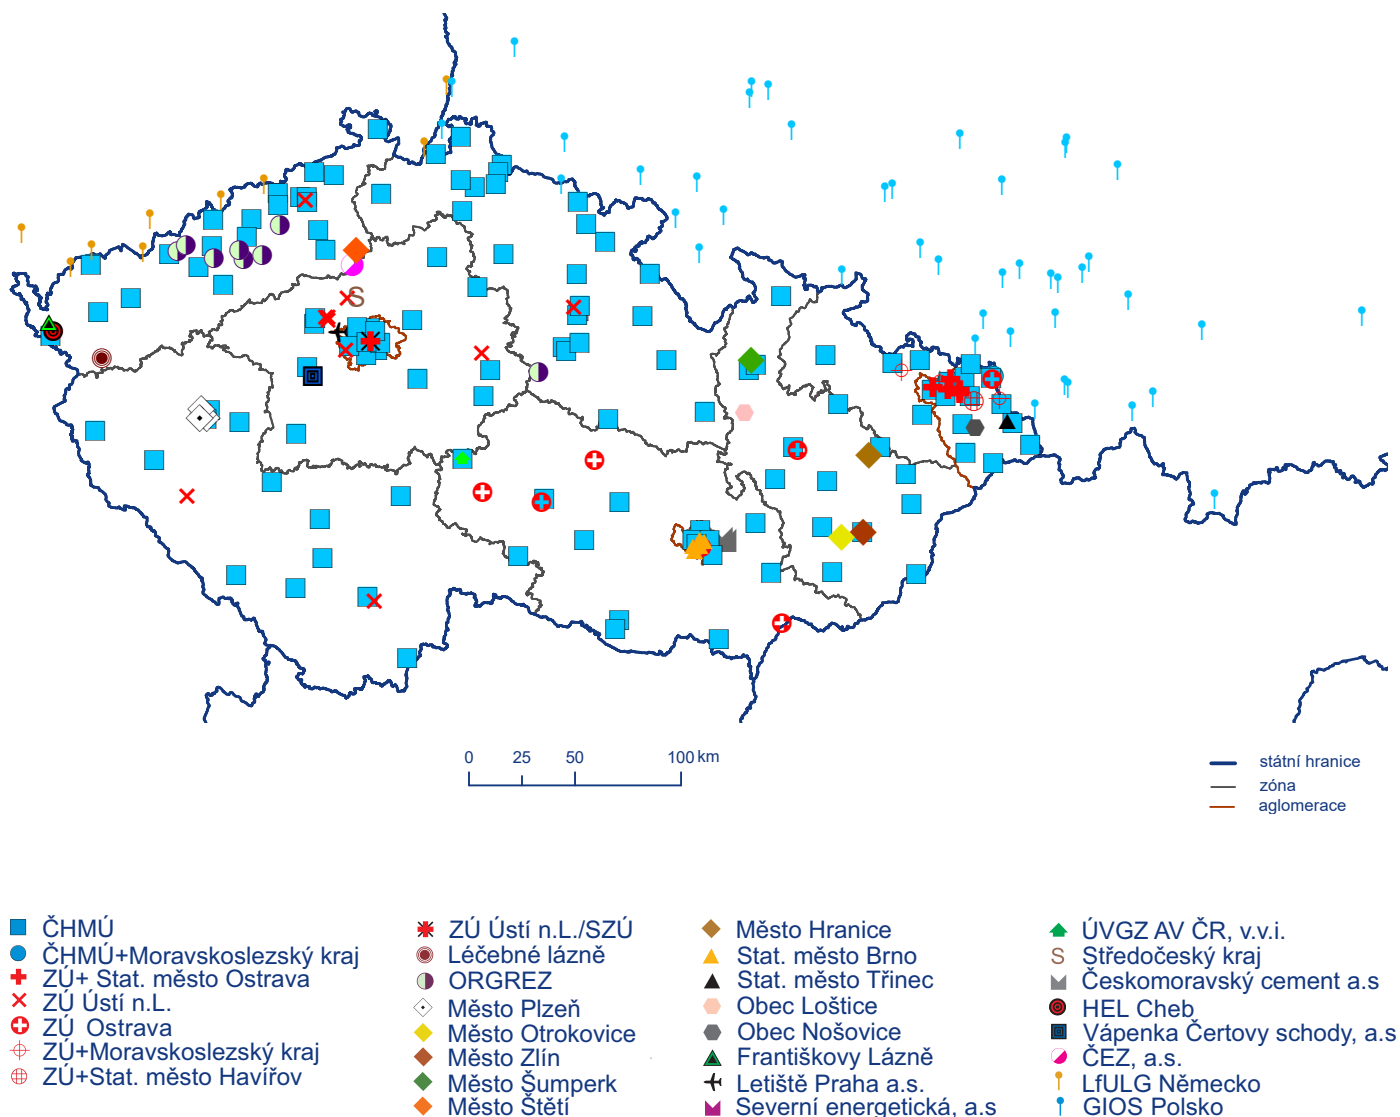 S
0 25 50 100 km
státní hranice
zóna
aglomerace
ČHMÚ
ČHMÚ+Moravskoslezský kraj
ZÚ+ Stat. město Ostrava
ZÚ Ústí n.L.
ZÚ Ostrava
ZÚ+Moravskoslezský kraj
ZÚ+Stat. město Havířov
ZÚ Ústí n.L./SZÚ
Léčebné lázně
ORGREZ
Město Plzeň
Město Otrokovice
Město Zlín
Město Šumperk
Město Štětí
Město Hranice
Stat. město Brno
Stat. město Třinec
Obec Loštice
Obec Nošovice
Františkovy Lázně
Letiště Praha a.s.
Severní energetická, a.s
ÚVGZ AV ČR, v.v.i.
S Středočeský kraj
Českomoravský cement a.s
HEL Cheb
Vápenka Čertovy schody, a.s
ČEZ, a.s.
LfULG Německo
GIOS Polsko